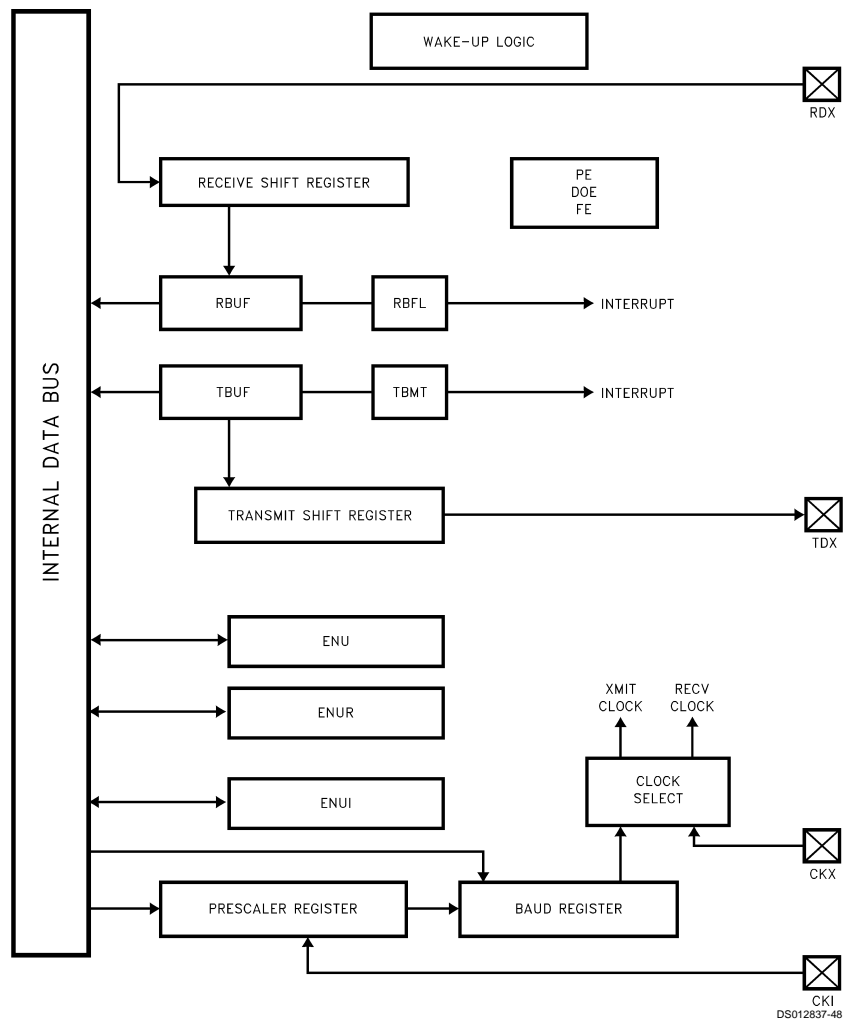 WAKE-UP LOGIC
RDX
RECEIVE SHIFT REGISTER
PE
DOE
FE
RBUF
RBFL
INTERRUPT
INTERNAL DATA BUS
TBUF
TBMT
INTERRUPT
TRANSMIT SHIFT REGISTER
TDX
ENU
ENUR
XMIT
CLOCK
RECV
CLOCK
CLOCK
SELECT
ENUI
CKX
PRESCALER REGISTER
BAUD REGISTER
CKI
DS012837-48